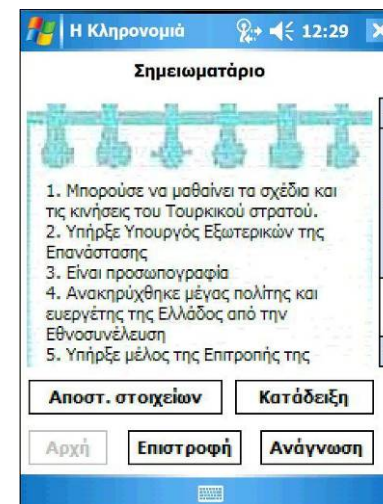 Η Κληρονομιά 12:29
Σημειωματάριο
1. Μπορούσε να μαθαίνει τα σχέδια και
τις κινήσεις του Τουρκικού στρατού.
2. Υπήρξε Υπουργός Εξωτερικών της
Επανάστασης
3. Είναι προσωπογραφία
4. Ανακηρύχθηκε μέγας πολίτης και
ευεργέτης της Ελλάδος από την
Εθνοσυνέλευση
5. Υπήρξε μέλος της Επιτροπής της
Αποστ. στοιχείων Κατάδειξη
Αρχή Επιστροφή Ανάγνωση